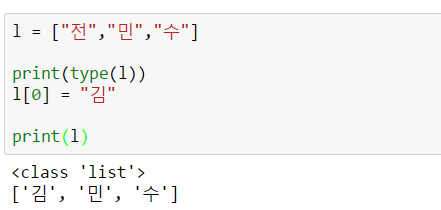 l = ["전","민","수"]
print(type(l))
l[0] = "김"
print(l)
<class 'list'>
['김', '민', '수']